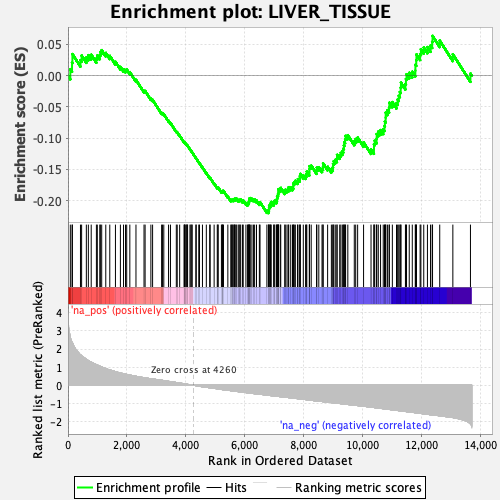 Enrichment plot: LIVER_TISSUE
Enrichment score (ES)
0.05
0.00
-0.05
-0.10
-0.15
-0.20
'na_pos' (positively correlated)
Ranked list metric (PreRanked)
4
3
2
1
0
-1
-2
Zero cross at 4260
'na_neg' (negatively correlated)
0
2,000
4,000
6,000
8,000
10,000
12,000
14,000
Rank in Ordered Dataset
Enrichment profile
Hits
Ranking metric scores